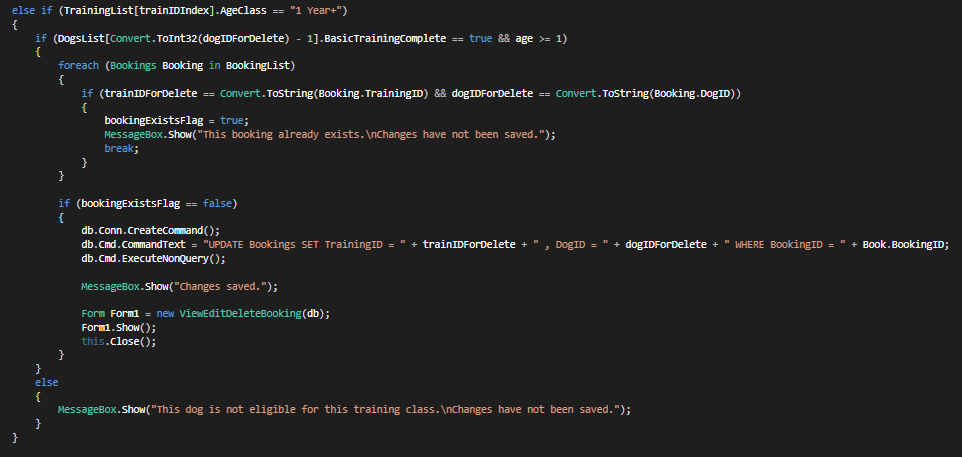 else if (TrainingList[trainIDIndex].AgeClass == "1 Year+")
{
if (DogsList[Convert.ToInt32(dogIDForDelete) - 1].BasicTrainingComplete == true && age >= 1)
{
foreach (Bookings Booking in BookingList)
{
if (trainIDForDelete == Convert.ToString(Booking.TrainingID) && dogIDForDelete == Convert.ToString(Booking.DogID))
{
bookingExistsFlag = true;
MessageBox.Show("This booking already exists.\nChanges have not been saved.");
break;
}
}
if (bookingExistsFlag == false)
{
db.Conn.CreateCommand();
db.Cmd.CommandText = "UPDATE Bookings SET TrainingID = " + trainIDForDelete + " , DogID = " + dogIDForDelete + " WHERE BookingID = " + Book.BookingID;
db.Cmd.ExecuteNonQuery();
MessageBox.Show("Changes saved.");
Form Form1 = new ViewEditDeleteBooking(db);
Form1.Show();
this.Close();
}
}
else
{
MessageBox.Show("This dog is not eligible for this training class.\nChanges have not been saved.");
}
}